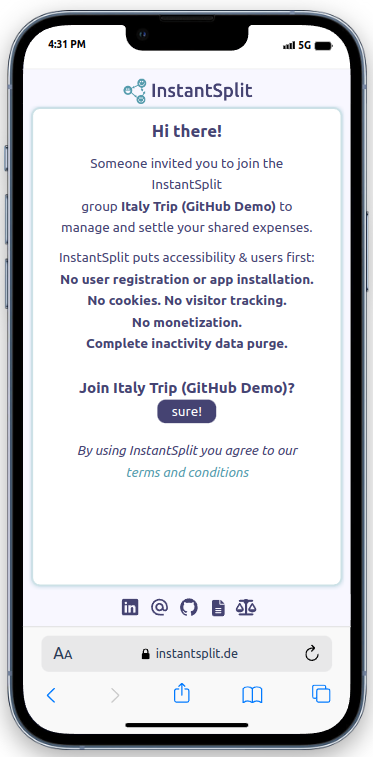 4:31 PM
5G
InstantSplit
Hi there!
Someone invited you to join the
InstantSplit
group Italy Trip (GitHub Demo) to
manage and settle your shared expenses.
InstantSplit puts accessibility & users first:
No user registration or app installation.
No cookies. No visitor tracking.
No monetization.
Complete inactivity data purge.
Join Italy Trip (GitHub Demo)?
sure!
By using InstantSplit you agree to our
terms and conditions
in @
AA
instantsplit.de